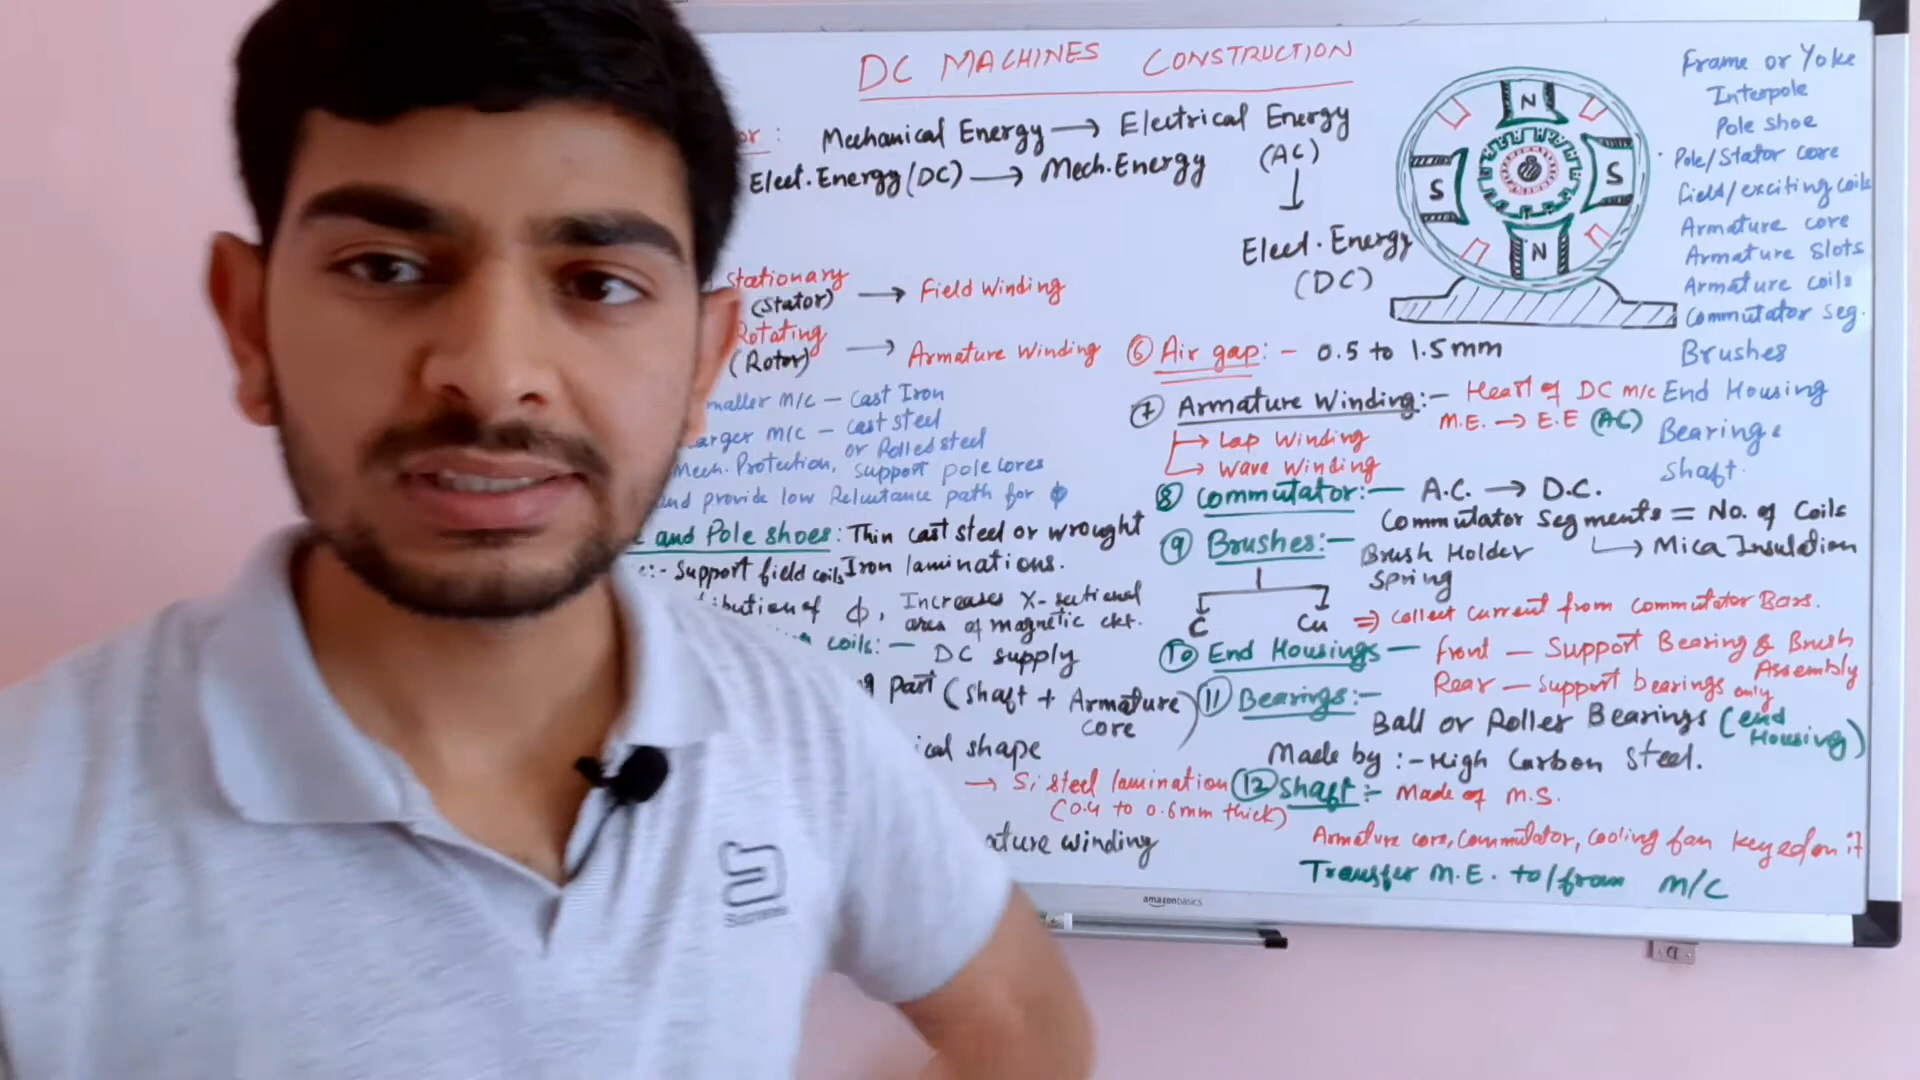 DC MACHINES CONSTRUCTION
or : Mechanical Energy → Electrical Energy
(AC)
Elect. Energy (DC) → Mech. Energy
↓
Elect. Energy
(DC)
Stationary → Field Winding
(Stator)
Rotating → Armature Winding
(Rotor)
maller m/c — Cast Iron
arger m/c — cast steel
or Rolled steel
Mech. Protection, support pole cores
and provide low Reluctance path for ϕ
and Pole shoes : Thin cast steel or wrought
Iron laminations.
:- Support field coils
ibution of ϕ, Increases X-sectional
area of magnetic ckt.
coils : — DC supply
g Part (Shaft + Armature
core)
ical shape
→ Si steel lamination
(0.4 to 0.6mm thick)
ature winding
N
S
S
N
Frame or Yoke
Interpole
Pole shoe
Pole/Stator core
Field/exciting coils
Armature core
Armature Slots
Armature coils
Commutator seg.
Brushes
End Housing
Bearings
Shaft.
⑥ Air gap : - 0.5 to 1.5mm
⑦ Armature Winding :- Heart of DC m/c
M.E. → E.E (AC)
→ Lap Winding
→ Wave Winding
⑧ Commutator : — A.C. → D.C.
Commutator Segments = No. of Coils
→ Mica Insulation
⑨ Brushes :— Brush Holder
Spring
C Cu ⇒ Collect current from Commutator Bars.
⑩ End Housings — front — Support Bearing & Brush
Assembly
Rear — support bearings only
⑪ Bearings :—
Ball or Roller Bearings (end
Housing)
Made by :- High Carbon Steel.
⑫ Shaft :- Made of M.S.
Armature core, Commutator, Cooling fan keyed on it
Transfer M.E. to/from m/c
amazonbasics